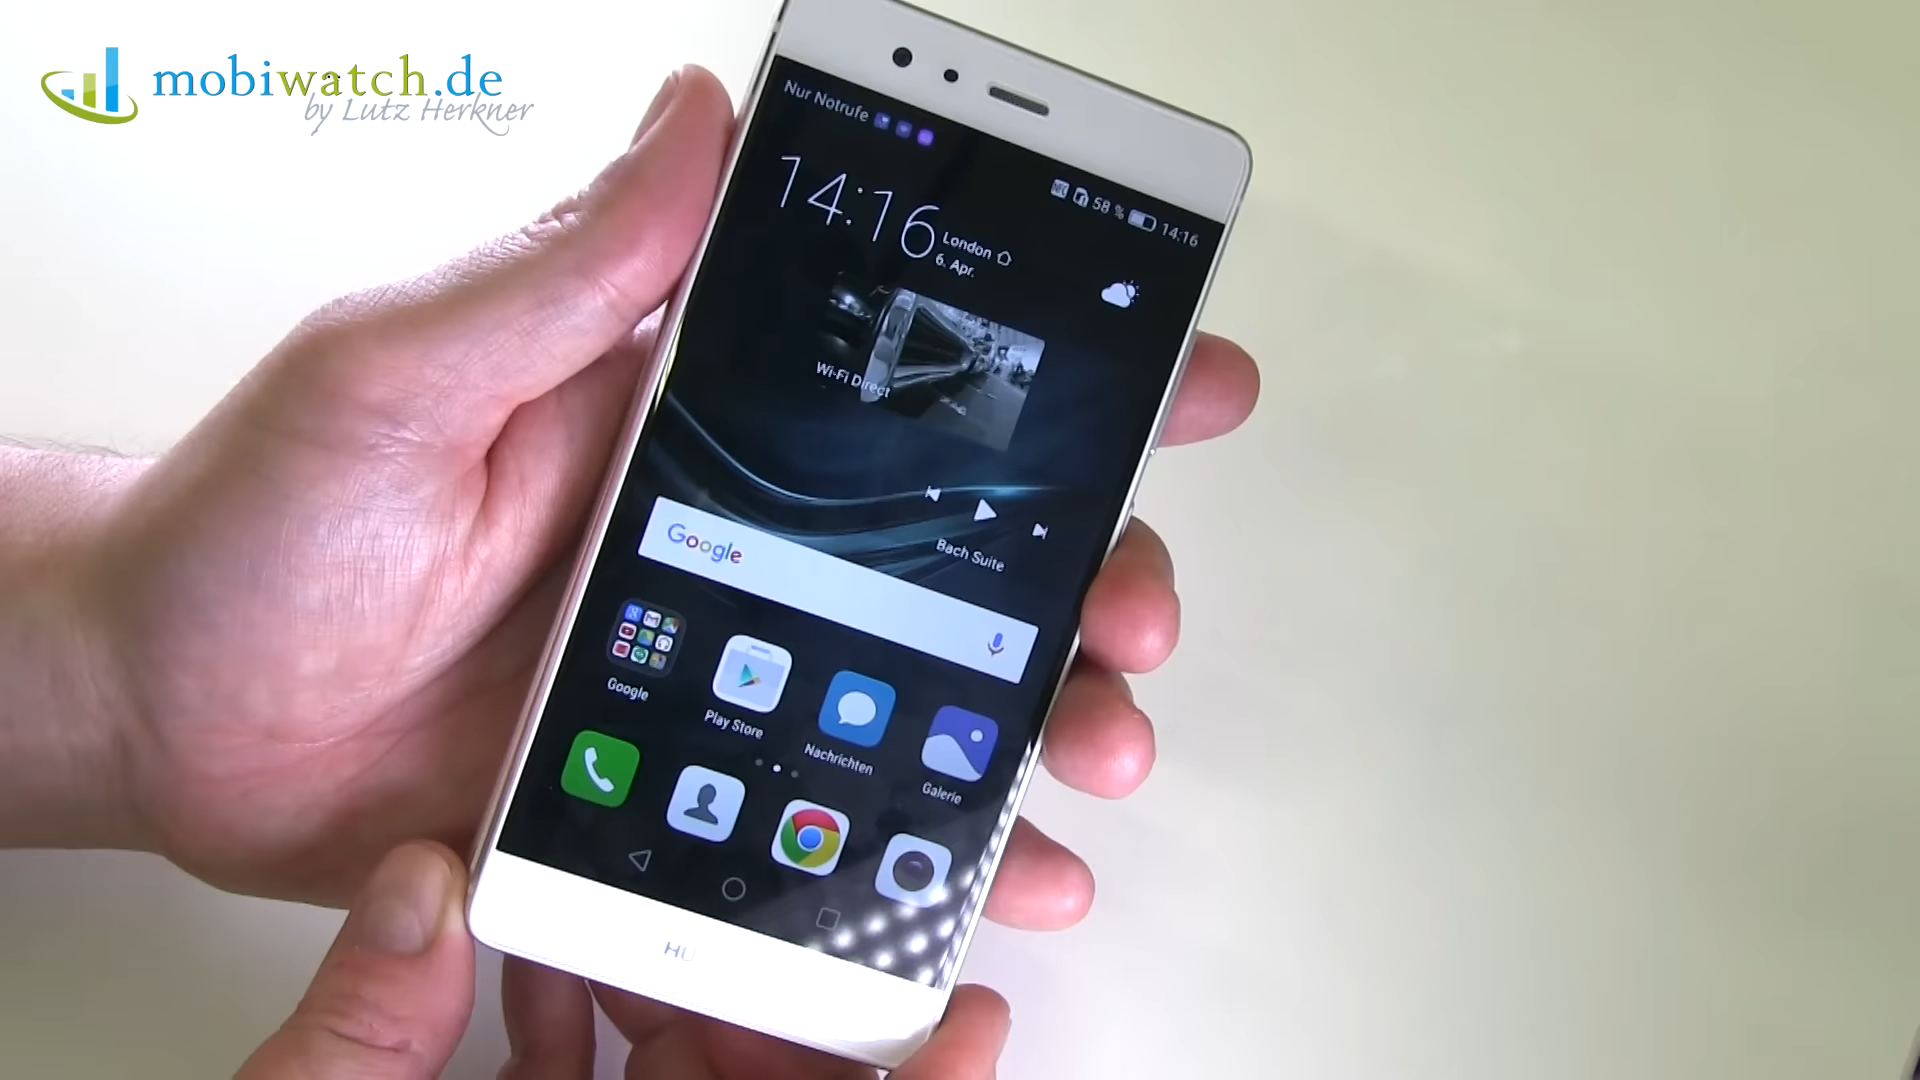 mobiwatch.de
by Lutz Herkner
Nur Notrufe
NFC 58 % 14:16
14:16
London
6. Apr.
Wi-Fi Direct
Bach Suite
Google
Google
Play Store
Nachrichten
Galerie
HU